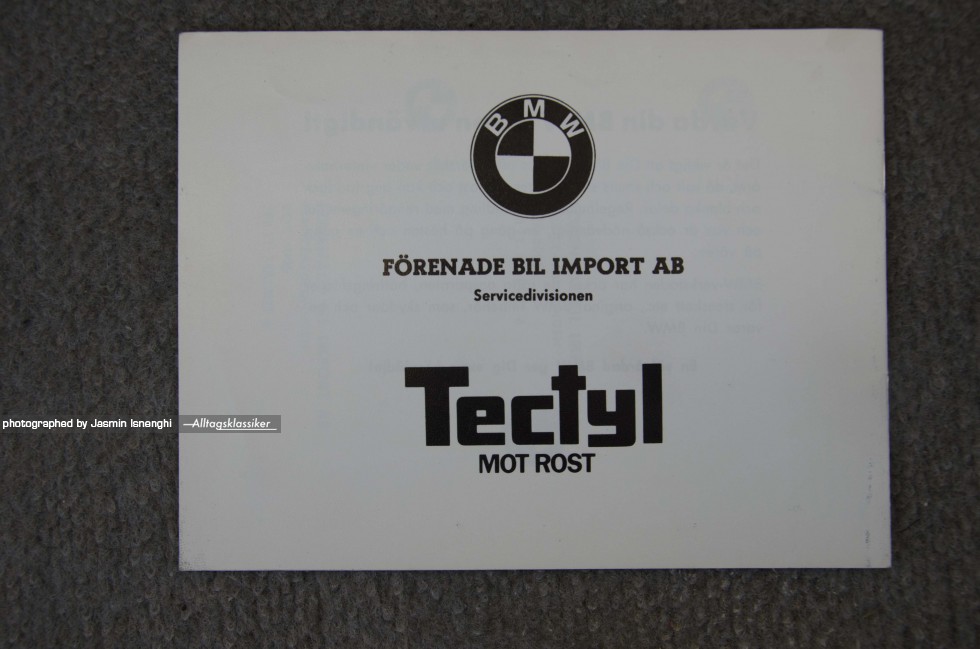 BMW
FÖRENADE BIL IMPORT AB
Servicedivisionen
Tectyl
MOT ROST
photographed by Jasmin Isnenghi —Alltagsklassiker